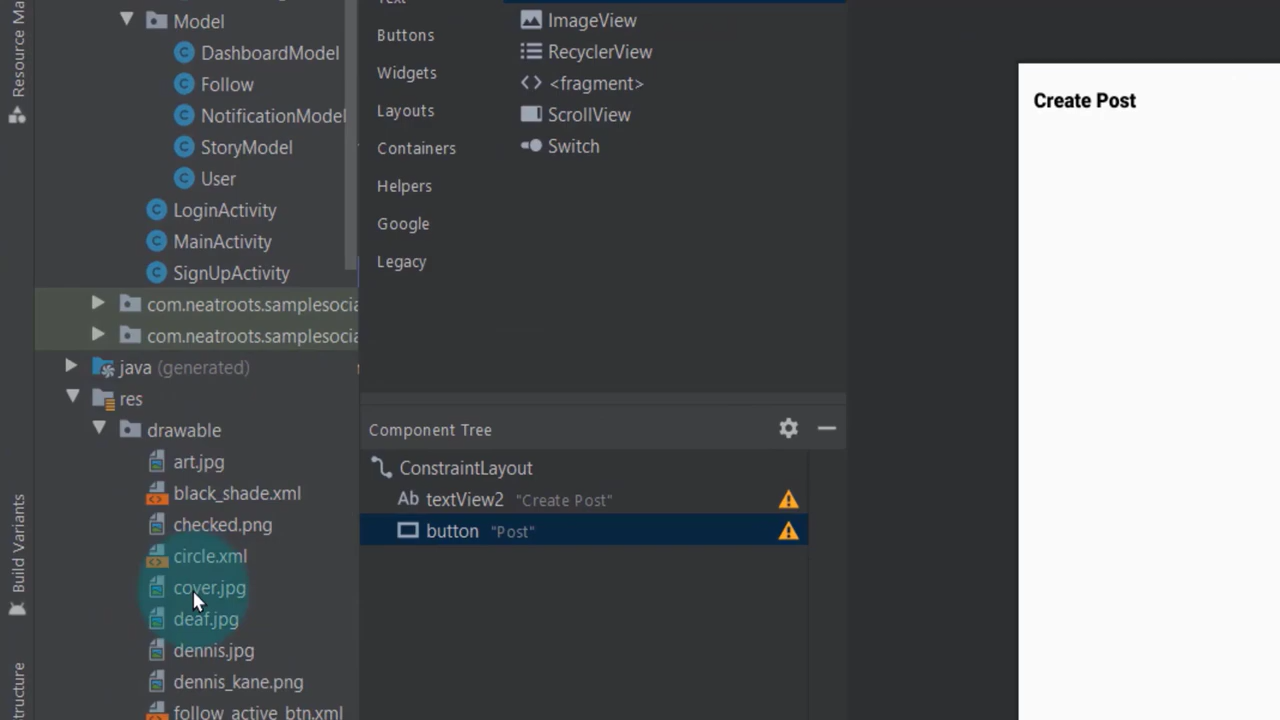 Resource Ma
Build Variants
tructure
Model
DashboardModel
Follow
NotificationModel
StoryModel
User
LoginActivity
MainActivity
SignUpActivity
com.neatroots.samplesocia
com.neatroots.samplesocia
java (generated)
res
drawable
art.jpg
black_shade.xml
checked.png
circle.xml
cover.jpg
deaf.jpg
dennis.jpg
dennis_kane.png
follow_active_btn.xml
Buttons
Widgets
Layouts
Containers
Helpers
Google
Legacy
ImageView
RecyclerView
<fragment>
ScrollView
Switch
Component Tree
ConstraintLayout
Ab textView2 "Create Post"
button "Post"
Create Post